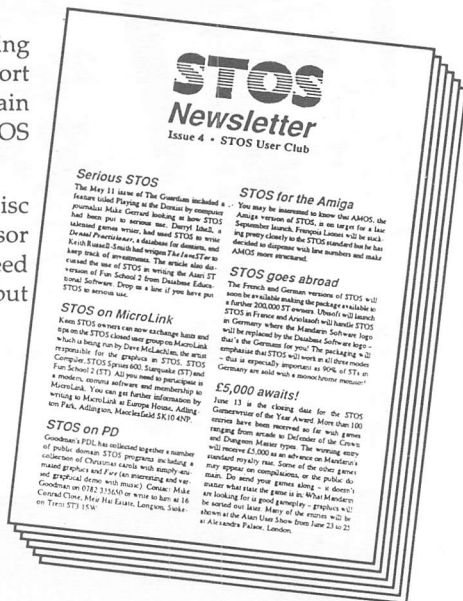 ing
ort
ain
OS
isc
sor
eed
out
STOS
Newsletter
Issue 4 • STOS User Club
Serious STOS
The May 11 issue of The Guardian included a
feature titled Playing at the Dentist by computer
journalist Mike Gerrard looking at how STOS
had been put to serious use. Darryl Ithell, a
talented games writer, had used STOS to write
Dental Practitioner, a database for dentists, and
Keith Russell-Smith had written The InveSTor to
keep track of investments. The article also dis-
cussed the use of STOS in writing the Atari ST
version of Fun School 2 from Database Educa-
tional Software. Drop us a line if you have put
STOS to serious use.
STOS on MicroLink
Keen STOS owners can now exchange hints and
tips on the STOS closed user group on MicroLink
which is being run by Dave McLachlan, the artist
responsible for the graphics in STOS, STOS
Compiler, STOS Sprites 600, Starquake (ST) and
Fun School 2 (ST). All you need to participate is
a modem, comms software and membership to
MicroLink. You can get further information by
writing to MicroLink at Europa House, Adling-
ton Park, Adlington, Macclesfield SK10 4NP.
STOS on PD
Goodman's PDL has collected together a number
of public domain STOS programs including a
collection of Christmas carols with simply ani-
mated graphics and Fax (an interesting and var-
ied graphical demo with music). Contact Mike
Goodman on 0782 335650 or write to him at 16
Conrad Close, Meir Hay Estate, Longton, Stoke-
on Trent ST3 1SW
STOS for the Amiga
You may be interested to know that AMOS, the
Amiga version of STOS, is on target for a late
September launch. François Lionet will be stick-
ing pretty closely to the STOS standard but he has
decided to dispense with line numbers and make
AMOS more structured.
STOS goes abroad
The French and German versions of STOS will
soon be available making the package available to
a further 200,000 ST owners. Ubisoft will launch
STOS in France and Ariolasoft will handle STOS
in Germany where the Mandarin Software logo
will be replaced by the Database Software logo –
that's the Germans for you! The packaging will
emphasise that STOS will work in all three modes
– this is especially important as 90% of STs in
Germany are sold with a monochrome monitor!
£5,000 awaits!
June 13 is the closing date for the STOS
Gameswriter of the Year Award. More than 100
entries have been received so far with games
ranging from arcade to Defender of the Crown
and Dungeon Master types. The winning entry
will receive £5,000 as an advance on Mandarin's
standard royalty rate. Some of the other games
may appear on compilations, or the public do
main. Do send your games along – it doesn't
matter what state the game is in. What Mandarin
are looking for is good gameplay – graphics will
be sorted out later. Many of the entries will be
shown at the Atari User Show from June 23 to 25
at Alexandra Palace, London.